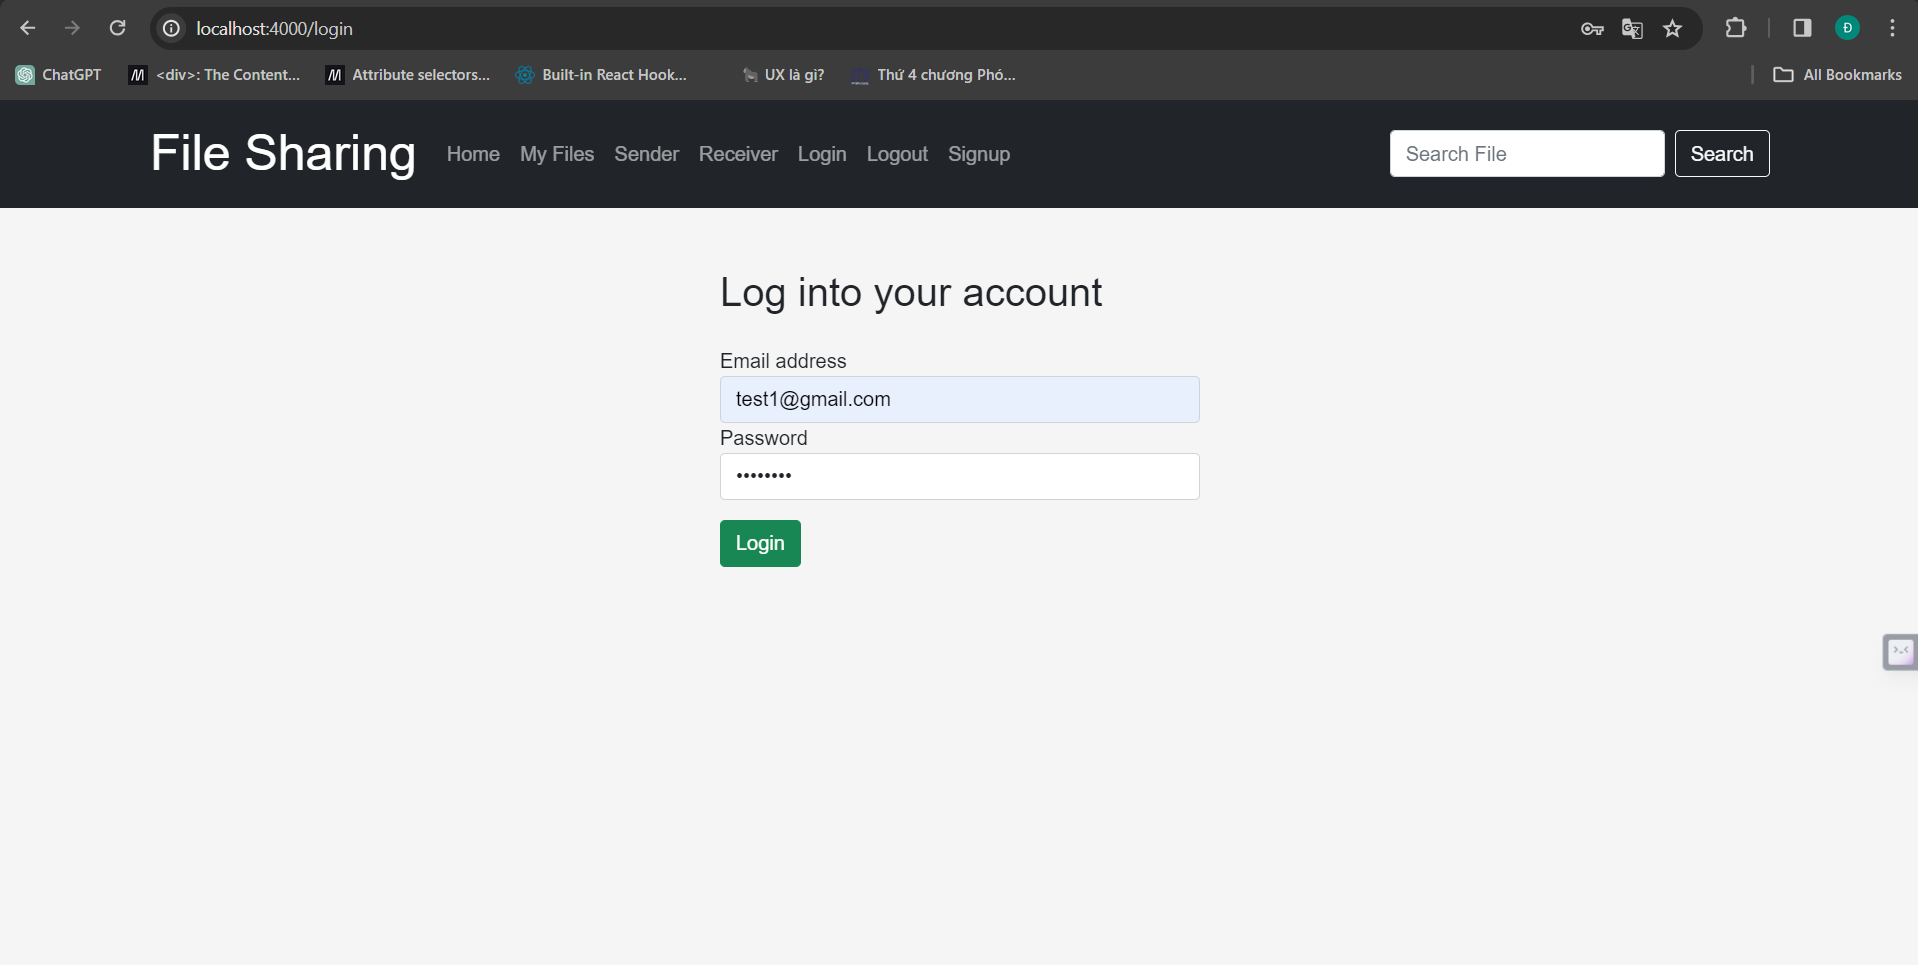 localhost:4000/login
ChatGPT <div>: The Content... Attribute selectors... Built-in React Hook... UX là gì? Thứ 4 chương Phó... All Bookmarks
File Sharing Home My Files Sender Receiver Login Logout Signup Search File Search
Log into your account
Email address
test1@gmail.com
Password
••••••••
Login